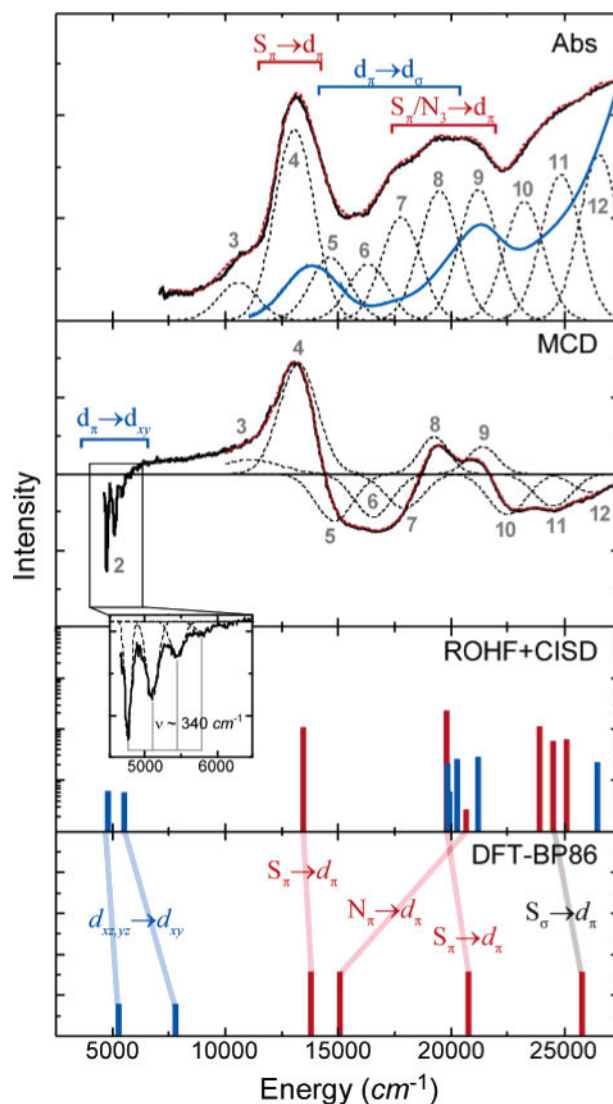 Abs
Sπ→dπ
dπ→dσ
Sπ/N3→dπ
3
4
5
6
7
8
9
10
11
12
MCD
dπ→dxy
2
3
4
5
6
7
8
9
10
11
12
Intensity
ν ~ 340 cm-1
5000 6000
ROHF+CISD
DFT-BP86
dxz,yz→dxy
Sπ→dπ
Nπ→dπ
Sπ→dπ
Sσ→dπ
5000 10000 15000 20000 25000
Energy (cm-1)